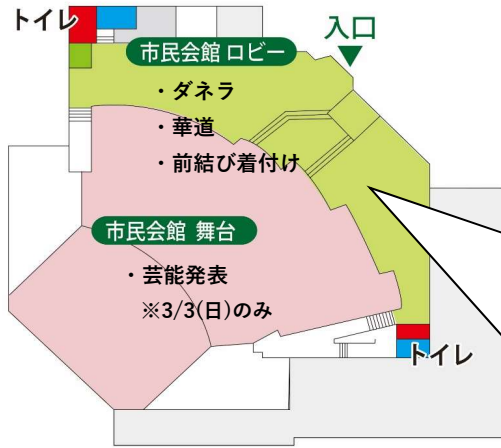 トイレ
入口
市民会館 ロビー
・ダネラ
・華道
・前結び着付け
市民会館 舞台
・芸能発表
※3/3(日)のみ
トイレ